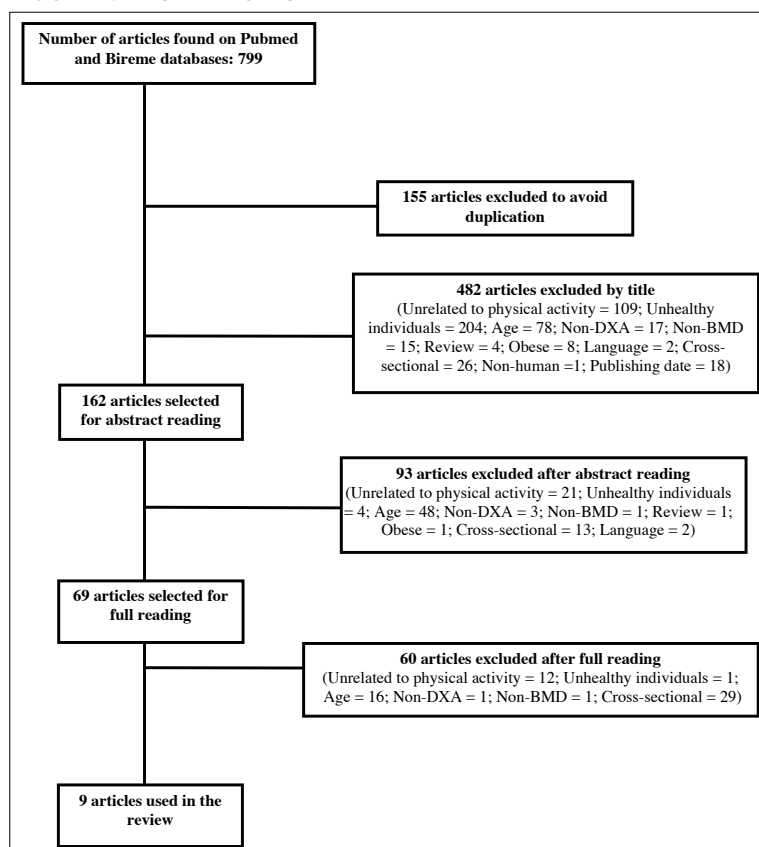 Number of articles found on Pubmed
and Bireme databases: 799
155 articles excluded to avoid
duplication
482 articles excluded by title
(Unrelated to physical activity = 109; Unhealthy
individuals = 204; Age = 78; Non-DXA = 17; Non-BMD
= 15; Review = 4; Obese = 8; Language = 2; Cross-
sectional = 26; Non-human =1; Publishing date = 18)
162 articles selected
for abstract reading
93 articles excluded after abstract reading
(Unrelated to physical activity = 21; Unhealthy individuals
= 4; Age = 48; Non-DXA = 3; Non-BMD = 1; Review = 1;
Obese = 1; Cross-sectional = 13; Language = 2)
69 articles selected for
full reading
60 articles excluded after full reading
(Unrelated to physical activity = 12; Unhealthy individuals = 1;
Age = 16; Non-DXA = 1; Non-BMD = 1; Cross-sectional = 29)
9 articles used in the
review